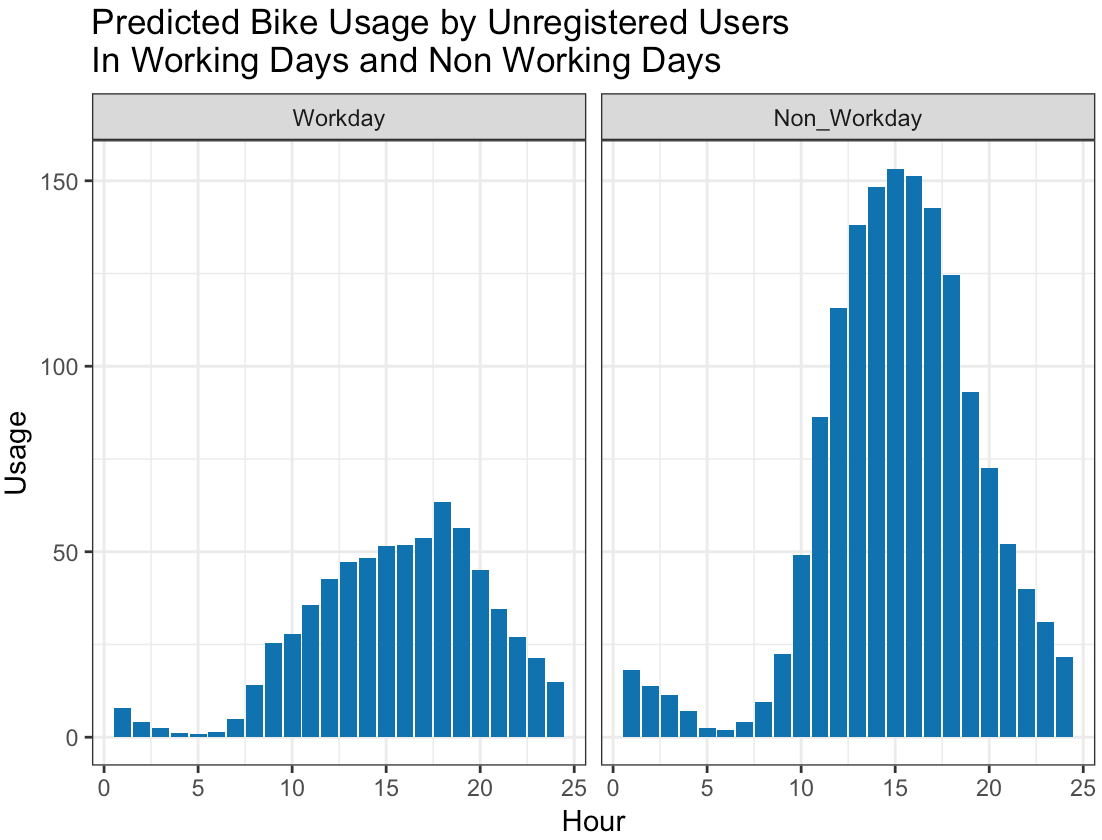 Predicted Bike Usage by Unregistered Users
In Working Days and Non Working Days
Workday
Non_Workday
Usage
150
100
50
0
0 5 10 15 20 25
0 5 10 15 20 25
Hour